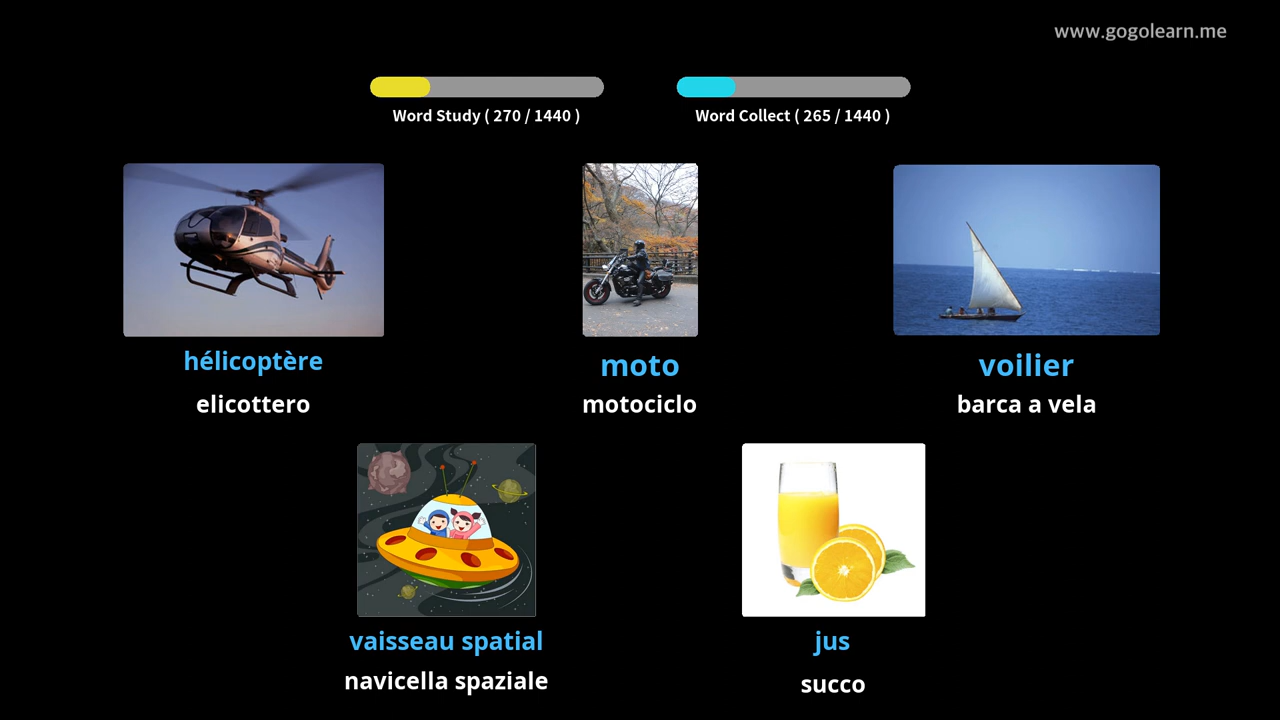 www.gogolearn.me
Word Study ( 270 / 1440 )
Word Collect ( 265 / 1440 )
hélicoptère
elicottero
moto
motociclo
voilier
barca a vela
vaisseau spatial
navicella spaziale
jus
succo